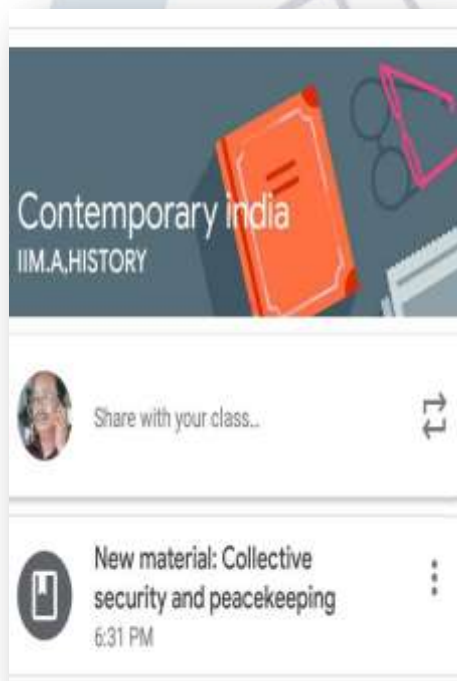 Contemporary india
IIM.A,HISTORY
Share with your class...
New material: Collective
security and peacekeeping
6:31 PM